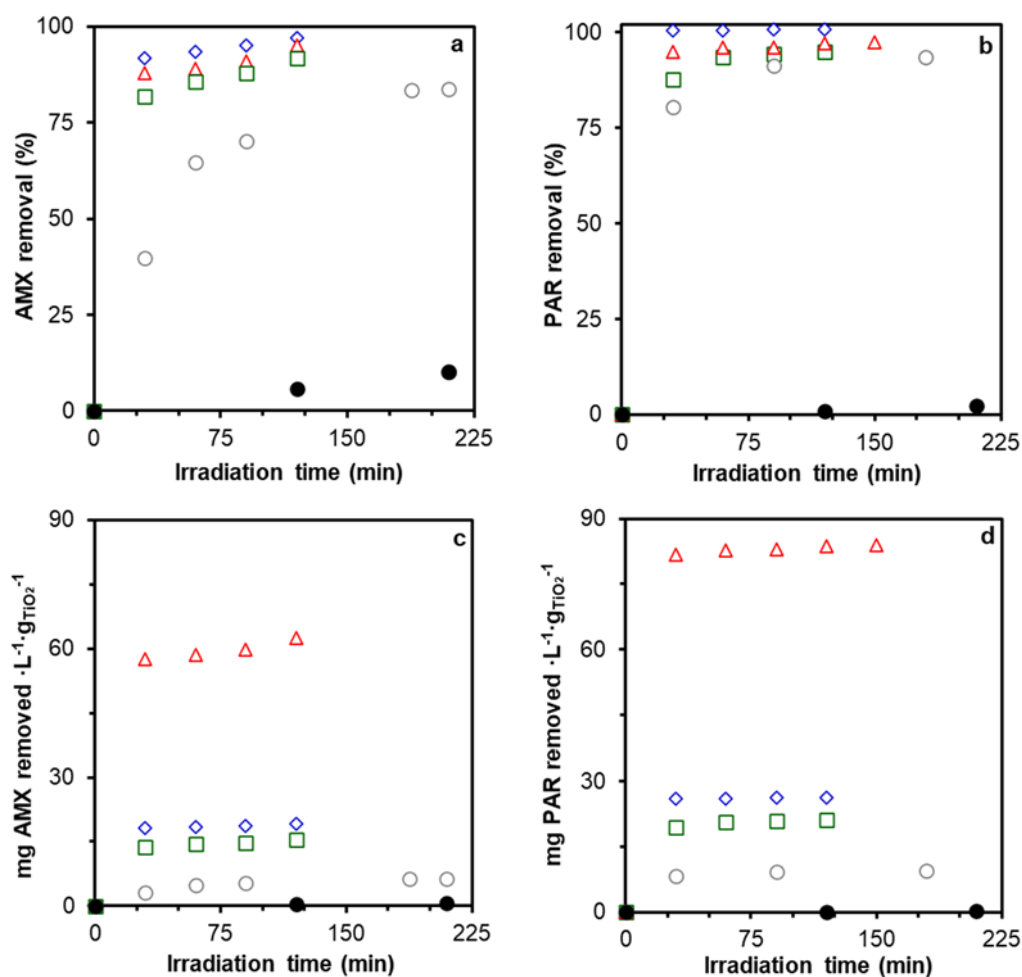 100
75
50
25
0
AMX removal (%)
a
0 75 150 225
Irradiation time (min)
100
75
50
25
0
PAR removal (%)
b
0 75 150 225
Irradiation time (min)
90
60
30
0
mg AMX removed ·L⁻¹·g_TiO₂⁻¹
c
0 75 150 225
Irradiation time (min)
90
60
30
0
mg PAR removed ·L⁻¹·g_TiO₂⁻¹
d
0 75 150 225
Irradiation time (min)